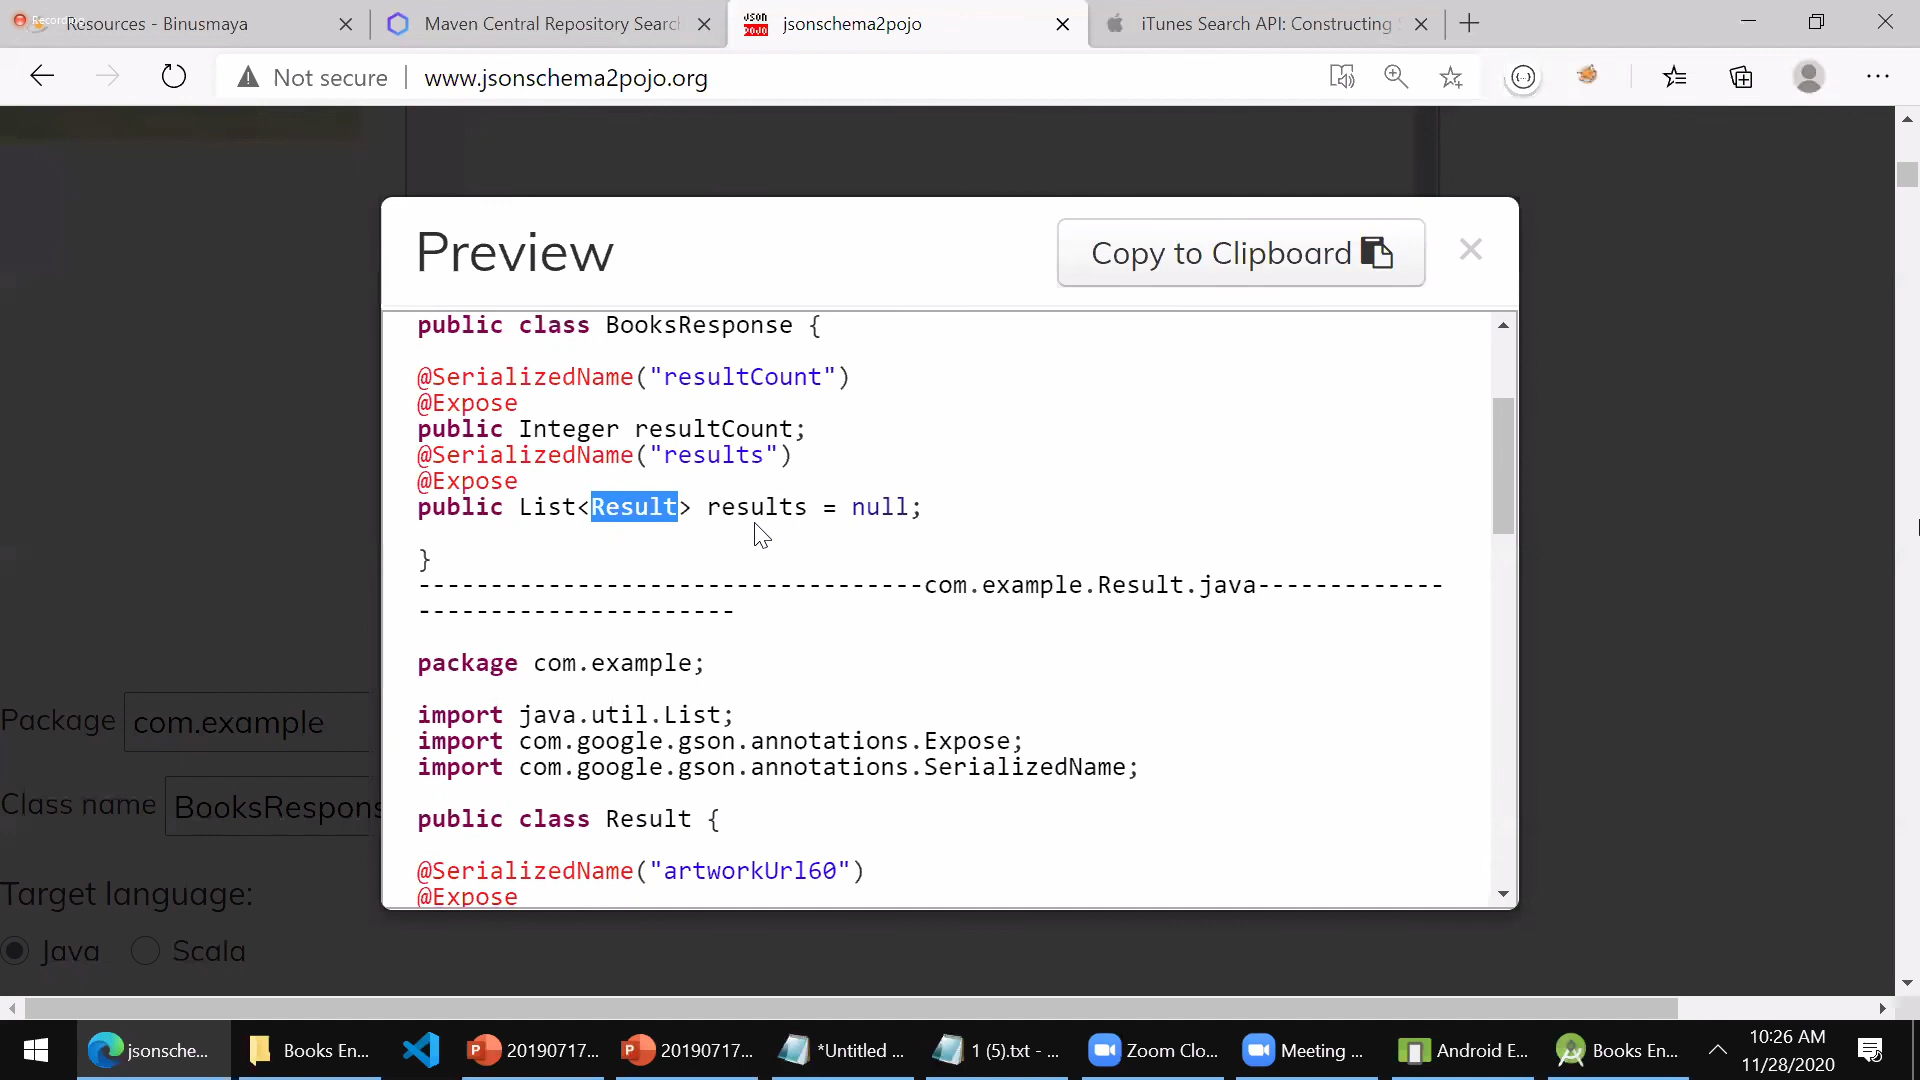 Resources - Binusmaya
Maven Central Repository Search
jsonschema2pojo
iTunes Search API: Constructing
Not secure
www.jsonschema2pojo.org
Preview
Copy to Clipboard
public class BooksResponse {
@SerializedName("resultCount")
@Expose
public Integer resultCount;
@SerializedName("results")
@Expose
public List<Result> results = null;
}
-----------------------------------com.example.Result.java-------------
----------------------
package com.example;
import java.util.List;
import com.google.gson.annotations.Expose;
import com.google.gson.annotations.SerializedName;
public class Result {
@SerializedName("artworkUrl60")
@Expose
Package com.example
Class name BooksRespons
Target language:
Java Scala
jsonsche...
Books En...
20190717...
20190717...
*Untitled ...
1 (5).txt - ...
Zoom Clo...
Meeting ...
Android E...
Books En...
10:26 AM
11/28/2020